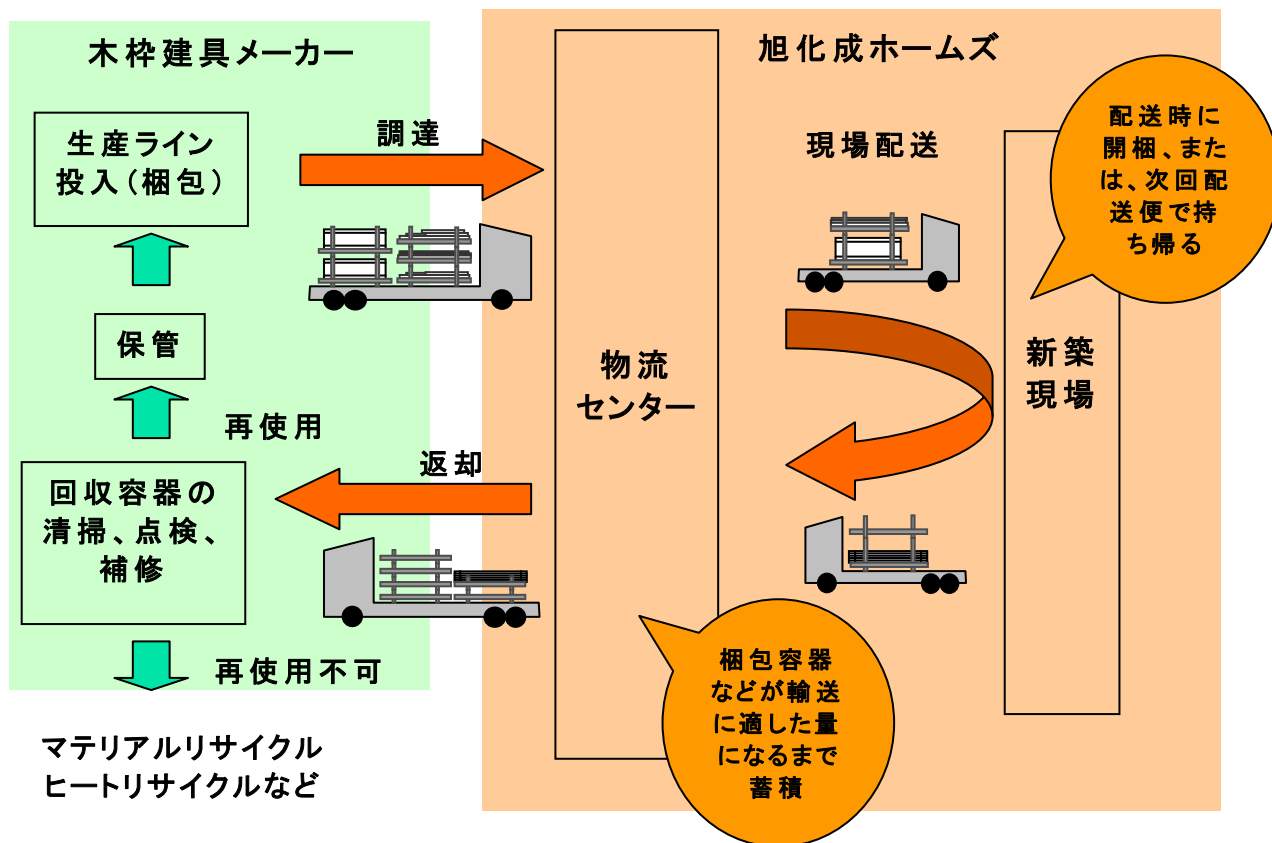 木枠建具メーカー
生産ライン
投入(梱包)
保管
再使用
回収容器の
清掃、点検、
補修
再使用不可
マテリアルリサイクル
ヒートリサイクルなど
調達
返却
旭化成ホームズ
物流
センター
現場配送
新築
現場
配送時に
開梱、また
は、次回配
送便で持
ち帰る
梱包容器
などが輸送
に適した量
になるまで
蓄積